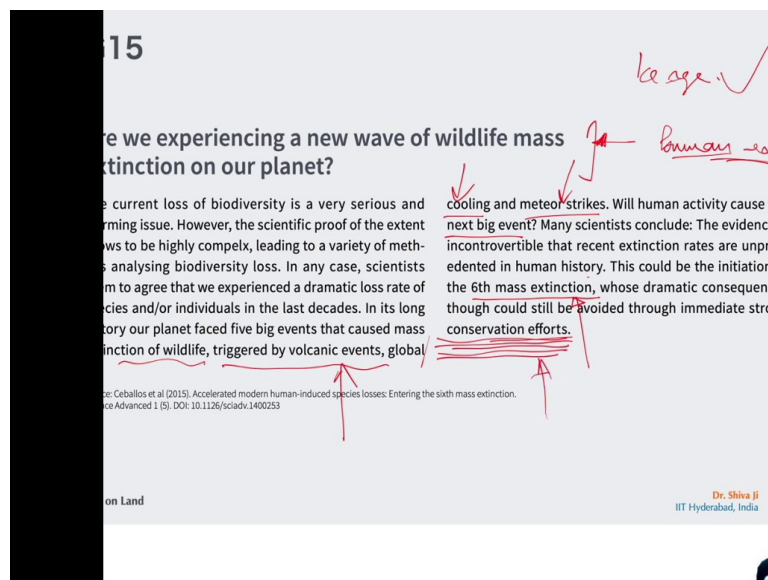 15
re we experiencing a new wave of wildlife mass
xtinction on our planet?
e current loss of biodiversity is a very serious and
rming issue. However, the scientific proof of the extent
ws to be highly compelx, leading to a variety of meth-
s analysing biodiversity loss. In any case, scientists
m to agree that we experienced a dramatic loss rate of
cies and/or individuals in the last decades. In its long
tory our planet faced five big events that caused mass
inction of wildlife, triggered by volcanic events, global
cooling and meteor strikes. Will human activity cause
next big event? Many scientists conclude: The evidenc
incontrovertible that recent extinction rates are unpr
edented in human history. This could be the initiation
the 6th mass extinction, whose dramatic consequen
though could still be avoided through immediate stro
conservation efforts.
ce: Ceballos et al (2015). Accelerated modern human-induced species losses: Entering the sixth mass extinction.
nce Advanced 1 (5). DOI: 10.1126/sciadv.1400253
on Land
Dr. Shiva Ji
IIT Hyderabad, India